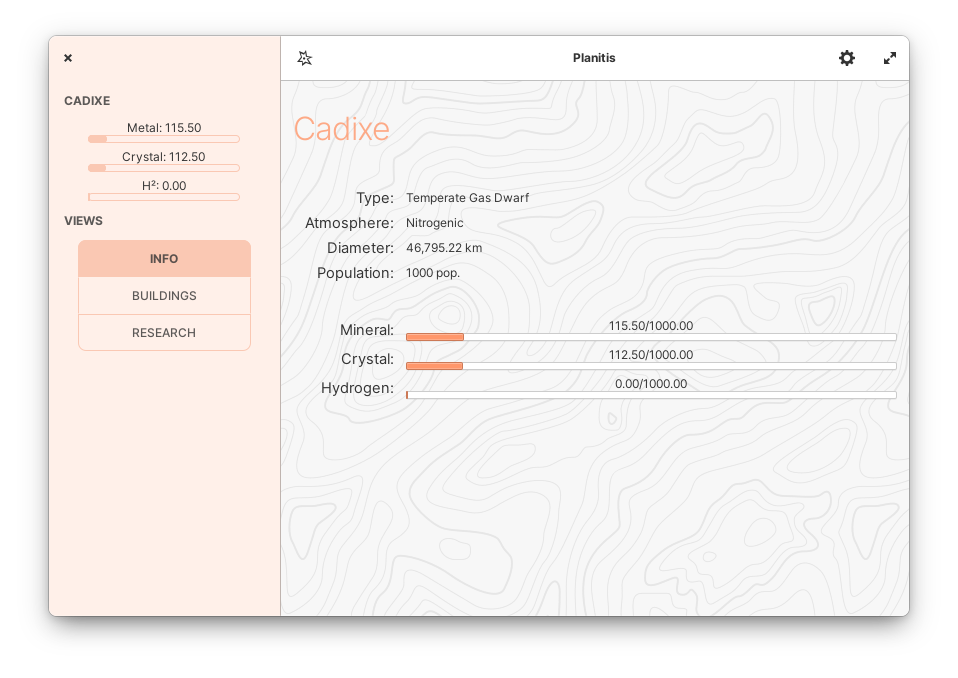 Planitis
CADIXE
Metal: 115.50
Crystal: 112.50
H²: 0.00
VIEWS
INFO
BUILDINGS
RESEARCH
Cadixe
Type: Temperate Gas Dwarf
Atmosphere: Nitrogenic
Diameter: 46,795.22 km
Population: 1000 pop.
Mineral: 115.50/1000.00
Crystal: 112.50/1000.00
Hydrogen: 0.00/1000.00